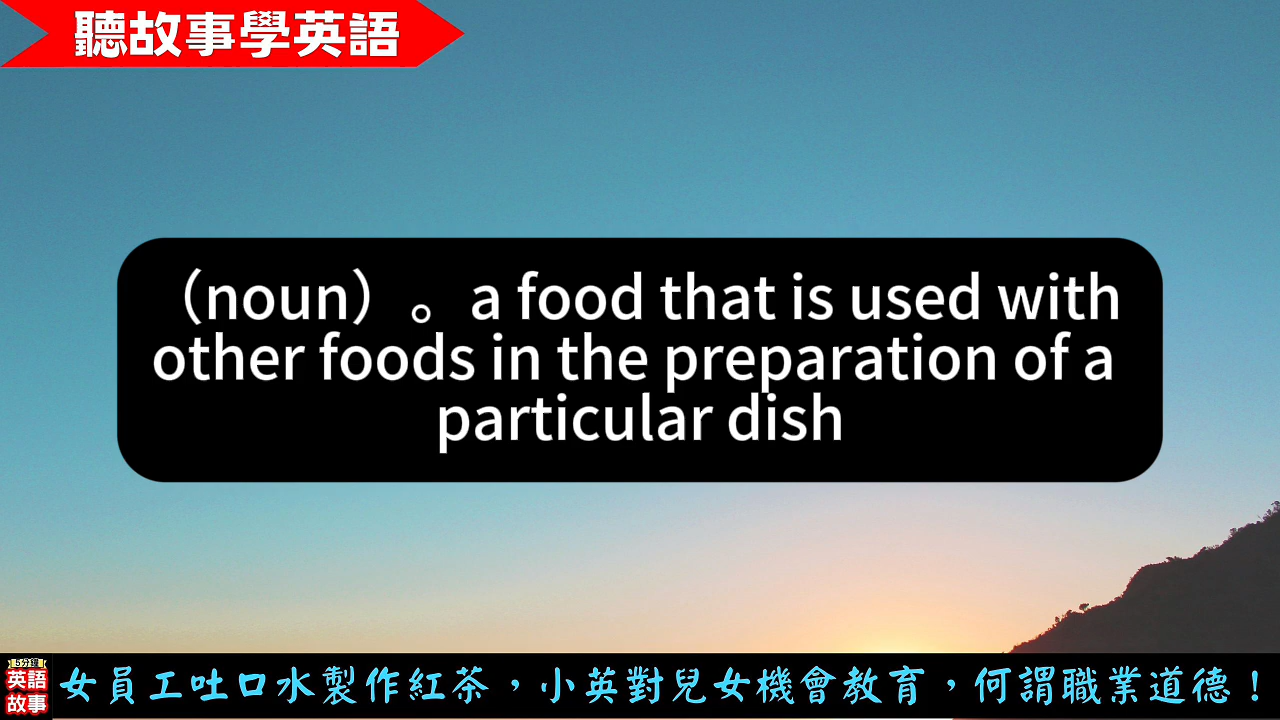 聽故事學英語
（noun）。a food that is used with
other foods in the preparation of a
particular dish
5分鐘
英語
故事
女員工吐口水製作紅茶，小英對兒女機會教育，何謂職業道德！